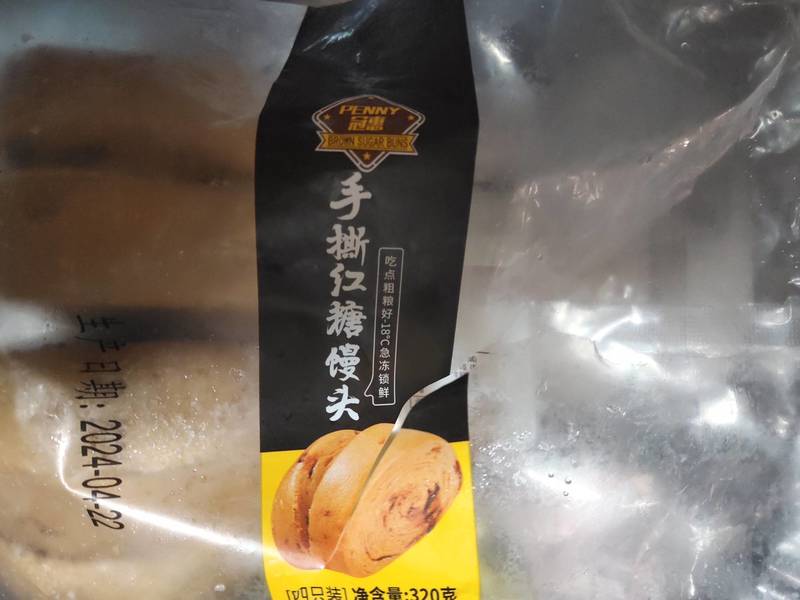 PENNY
冠惠
BROWN SUGAR BUNS
手撕红糖馒头
吃点粗粮好-18℃急冻锁鲜
生产日期：2024-04-22
[四只装] 净含量:320克